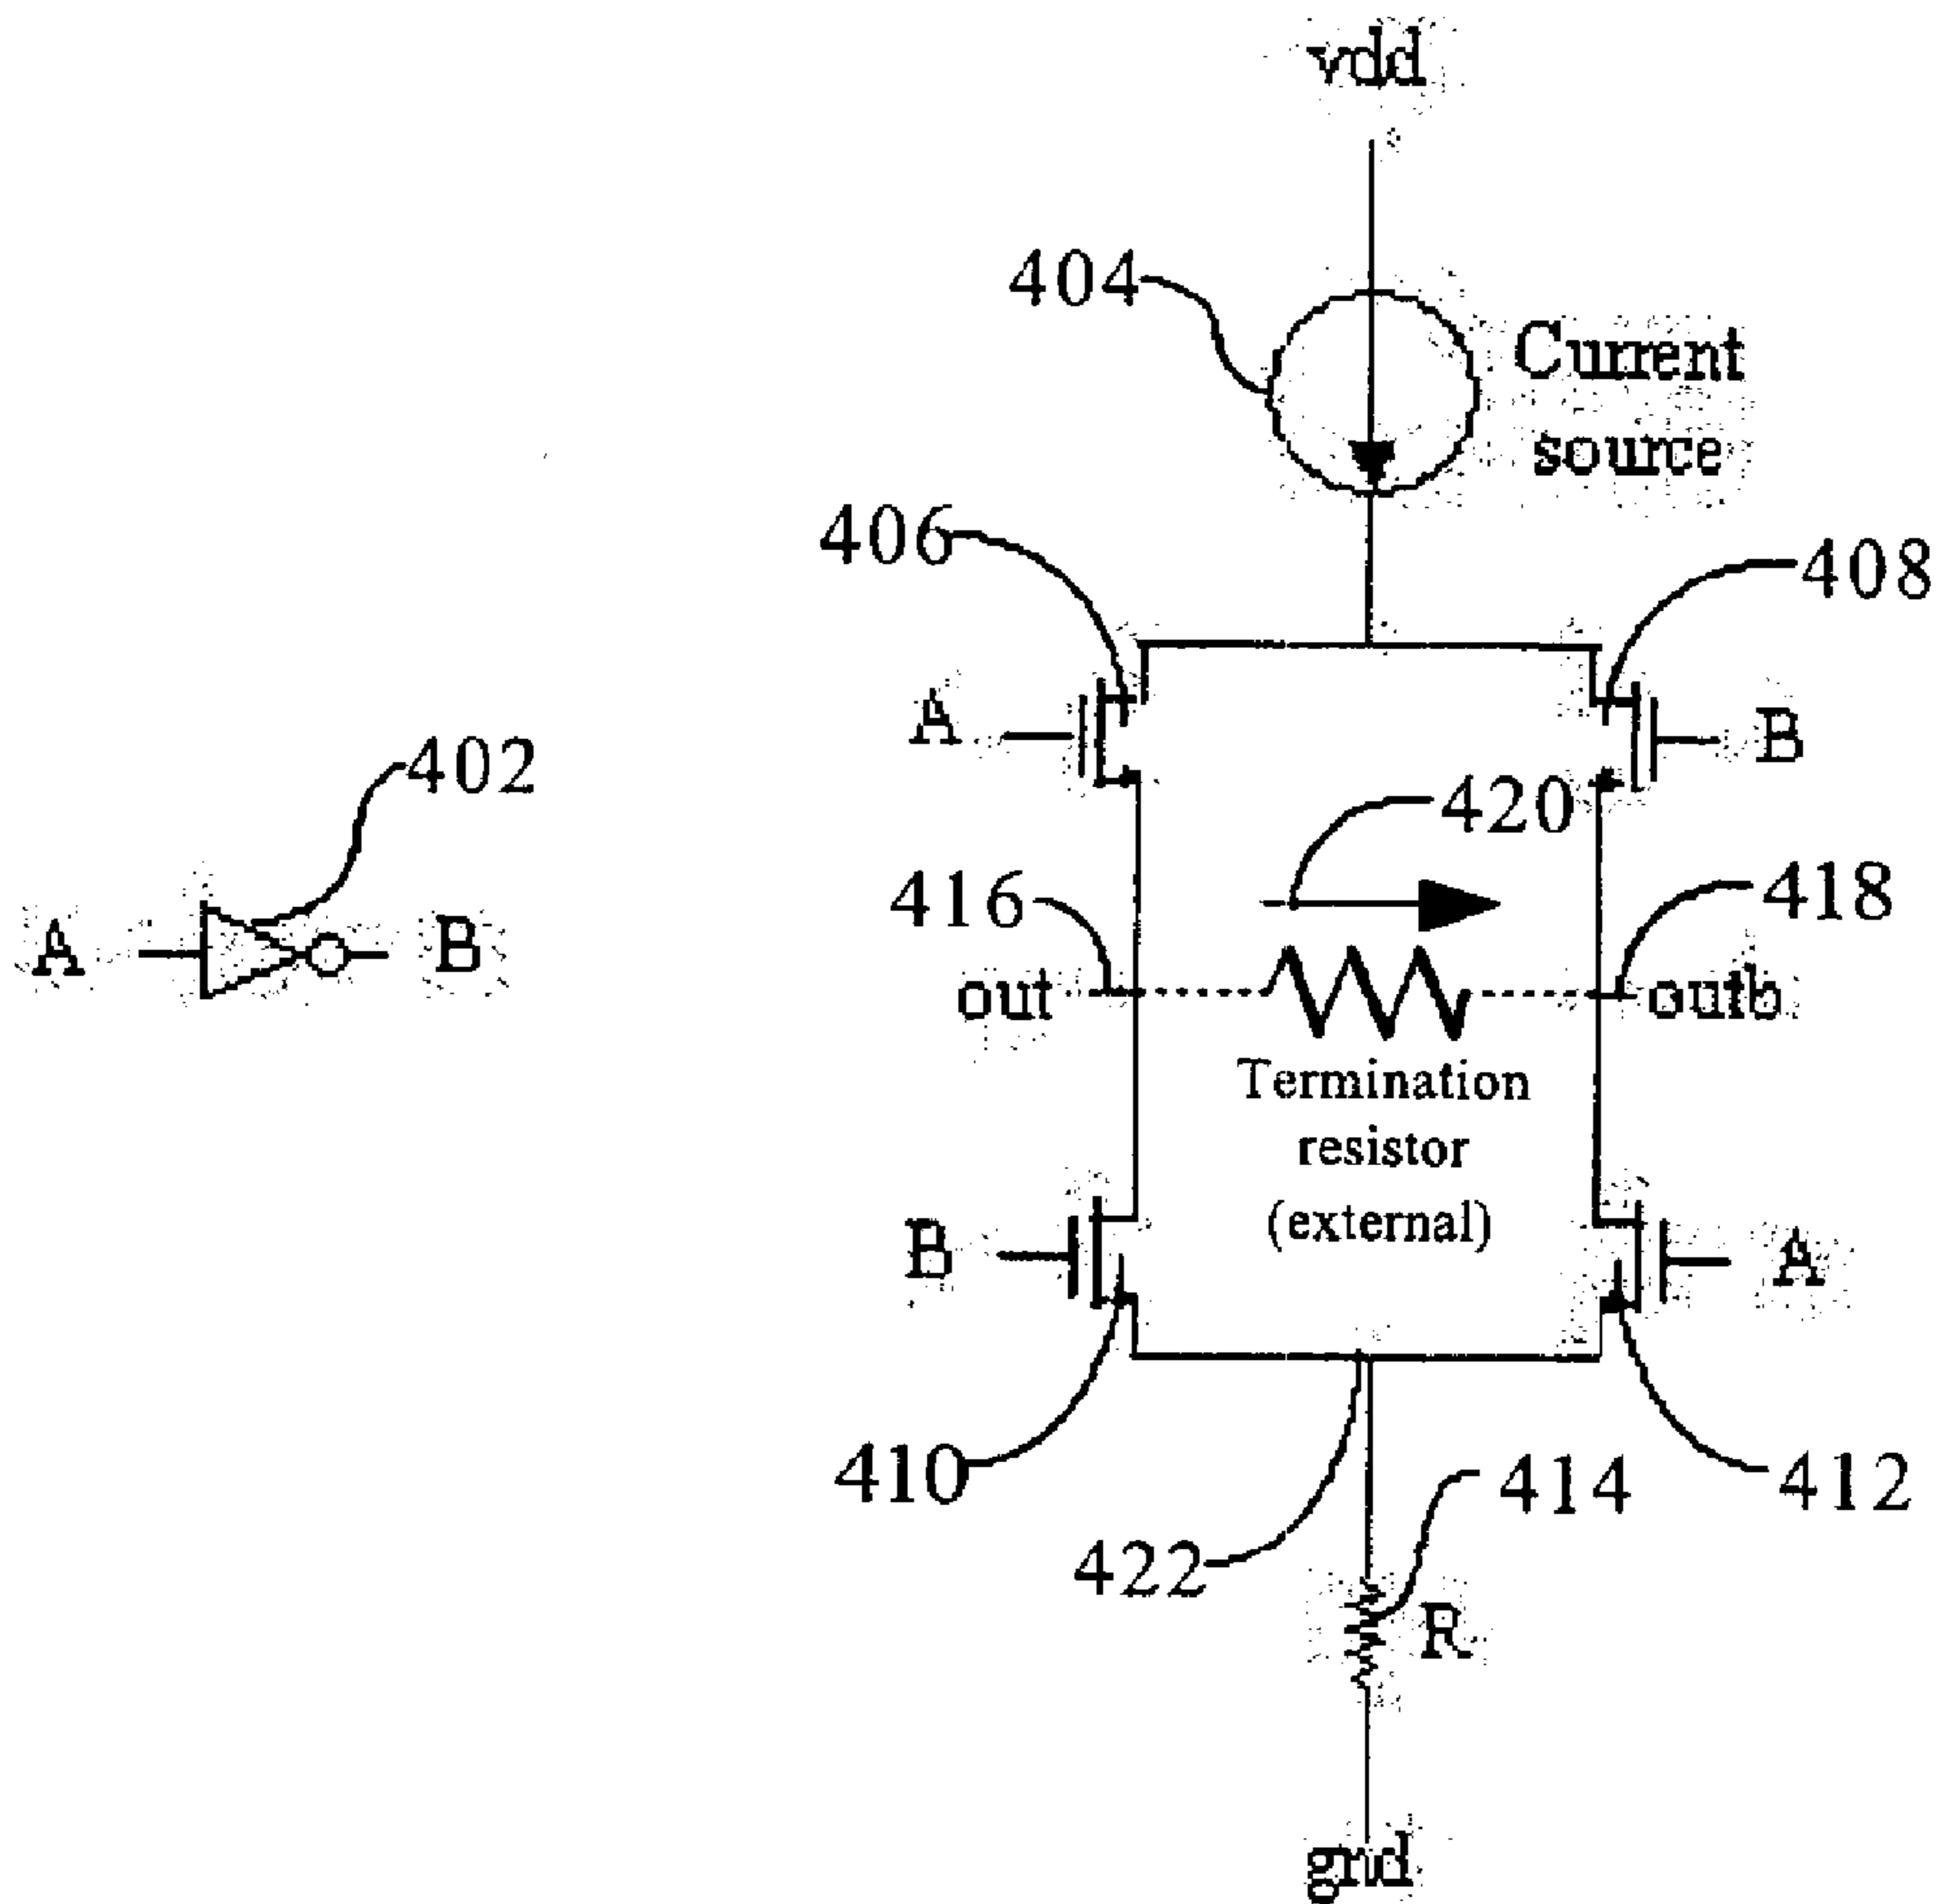 vdd
404
Current
source
406
408
A
B
402
420
416
418
A
B
out
outb
Termination
resistor
(external)
B
A
410
414
412
422
R
gnd